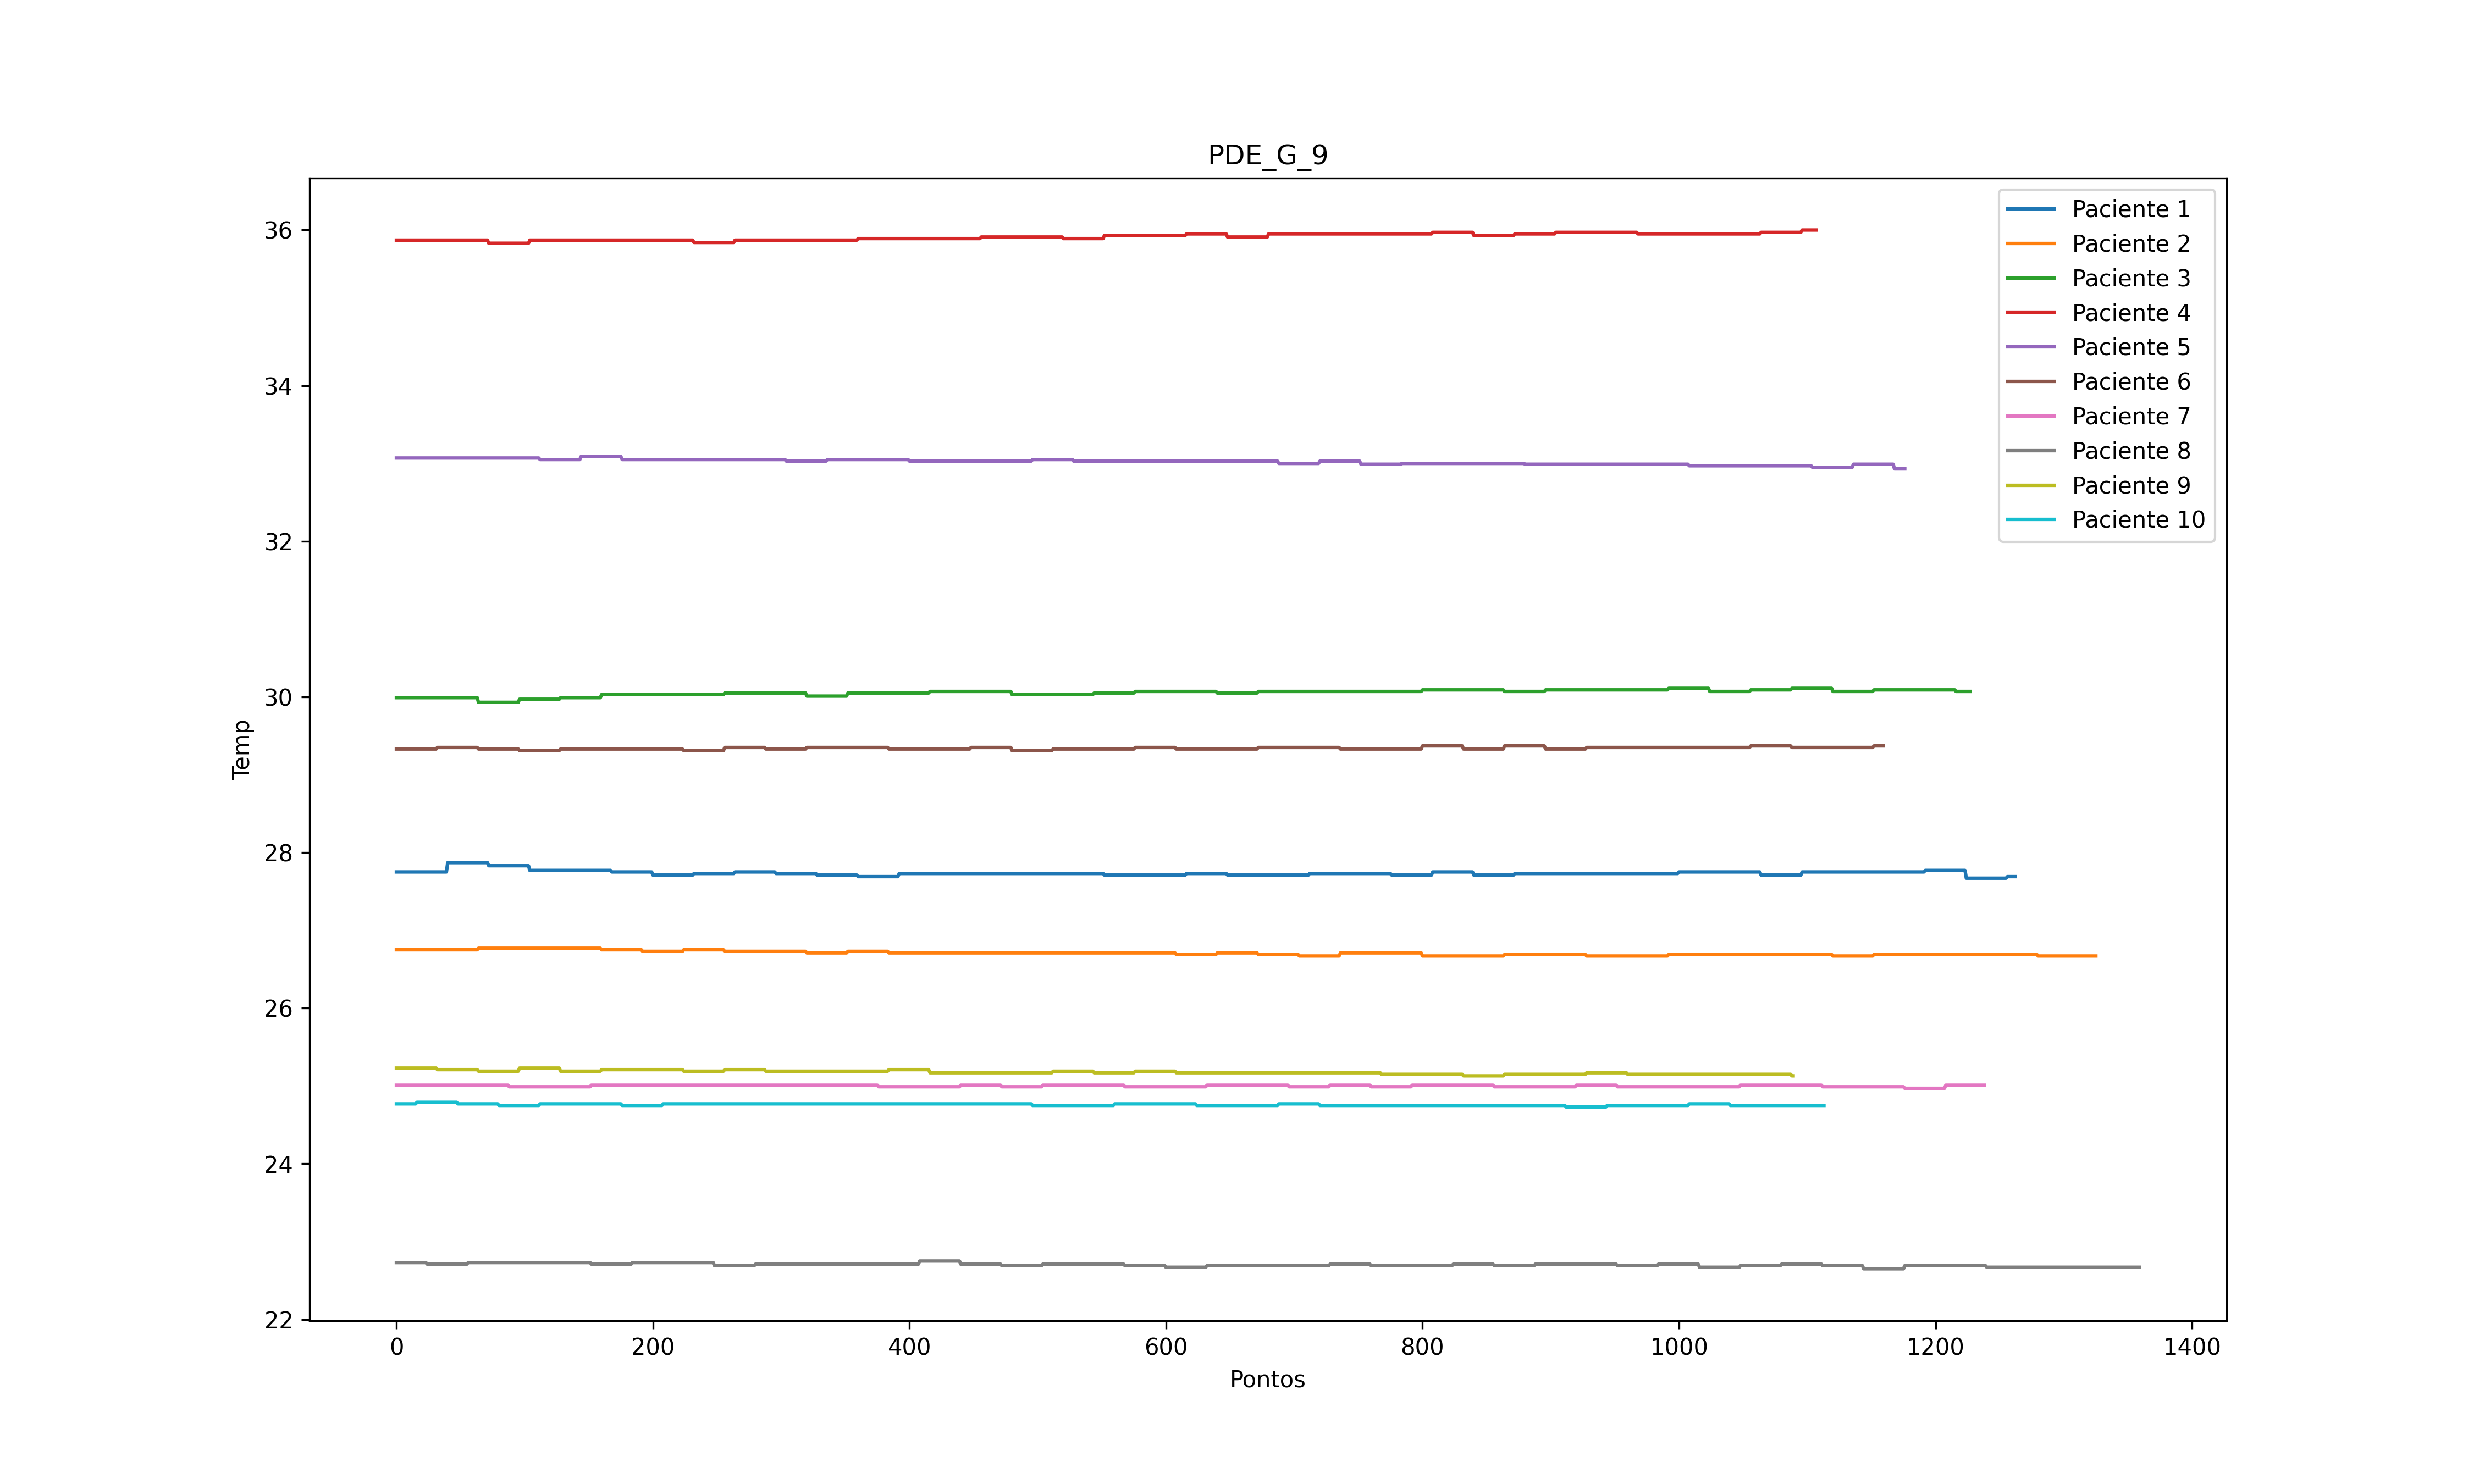 PDE_G_9
36
34
32
30
28
26
24
22
Temp
0 200 400 600 800 1000 1200 1400
Pontos
Paciente 1
Paciente 2
Paciente 3
Paciente 4
Paciente 5
Paciente 6
Paciente 7
Paciente 8
Paciente 9
Paciente 10